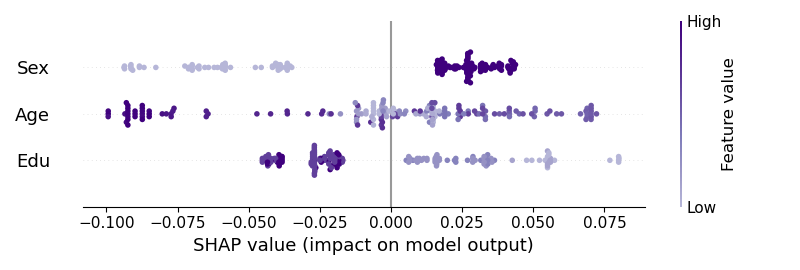 High
Sex
Age
Edu
Feature value
Low
−0.100 −0.075 −0.050 −0.025 0.000 0.025 0.050 0.075
SHAP value (impact on model output)